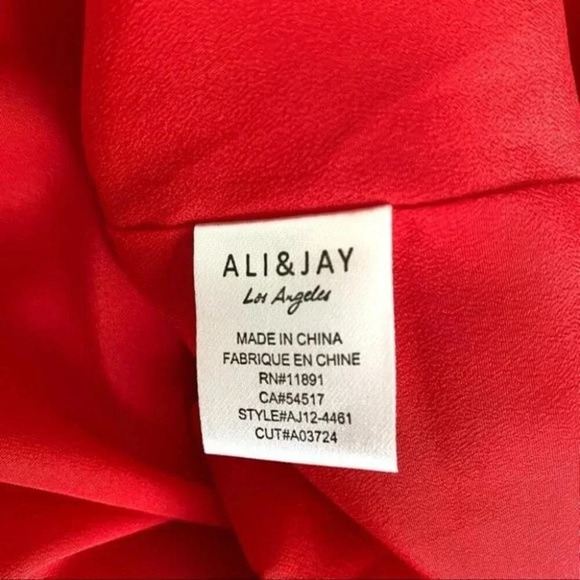 ALI&JAY
Los Angeles
MADE IN CHINA
FABRIQUE EN CHINE
RN#11891
CA#54517
STYLE#AJ12-4461
CUT#A03724